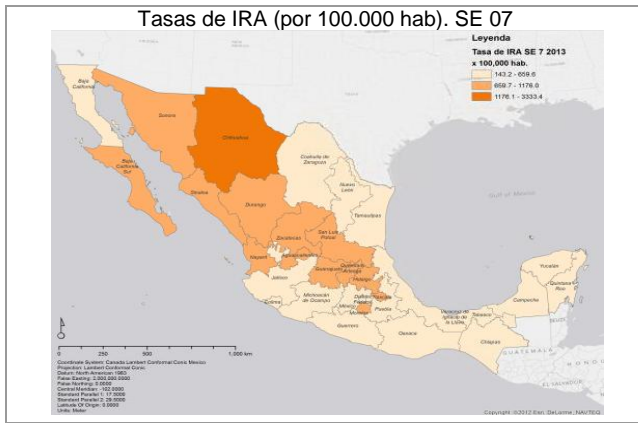 Tasas de IRA (por 100.000 hab). SE 07
Leyenda
Tasa de IRA SE 7 2013
x 100,000 hab.
143.2 - 659.6
659.7 - 1176.0
1176.1 - 3333.4
Baja
California
Sonora
Chihuahua
Coahuila de
Zaragoza
Baja
California
Sur
Nuevo
León
Sinaloa
Durango
Tamaulipas
Gulf of Mexico
Zacatecas
San Luis
Potosí
Nayarit
Aguascalientes
Guanajuato
Querétaro
Arteaga
Hidalgo
Jalisco
Yucatán
Quintana
Roo
Campeche
Colima
Michoacán
de Ocampo
México
Distrito
Federal
Tlaxcala
Morelos
Puebla
Veracruz de
Ignacio de
la Llave
Tabasco
Guerrero
Oaxaca
Chiapas
GUATEMALA
EL SALVADOR
0 250 500 1,000 km
Coordinate System: Canada Lambert Conformal Conic Mexico
Projection: Lambert Conformal Conic
Datum: North American 1983
False Easting: 2,000,000.0000
False Northing: 0.0000
Central Meridian: -102.0000
Standard Parallel 1: 17.5000
Standard Parallel 2: 29.5000
Latitude Of Origin: 0.0000
Units: Meter
Copyright:©2012 Esri, DeLorme, NAVTEQ